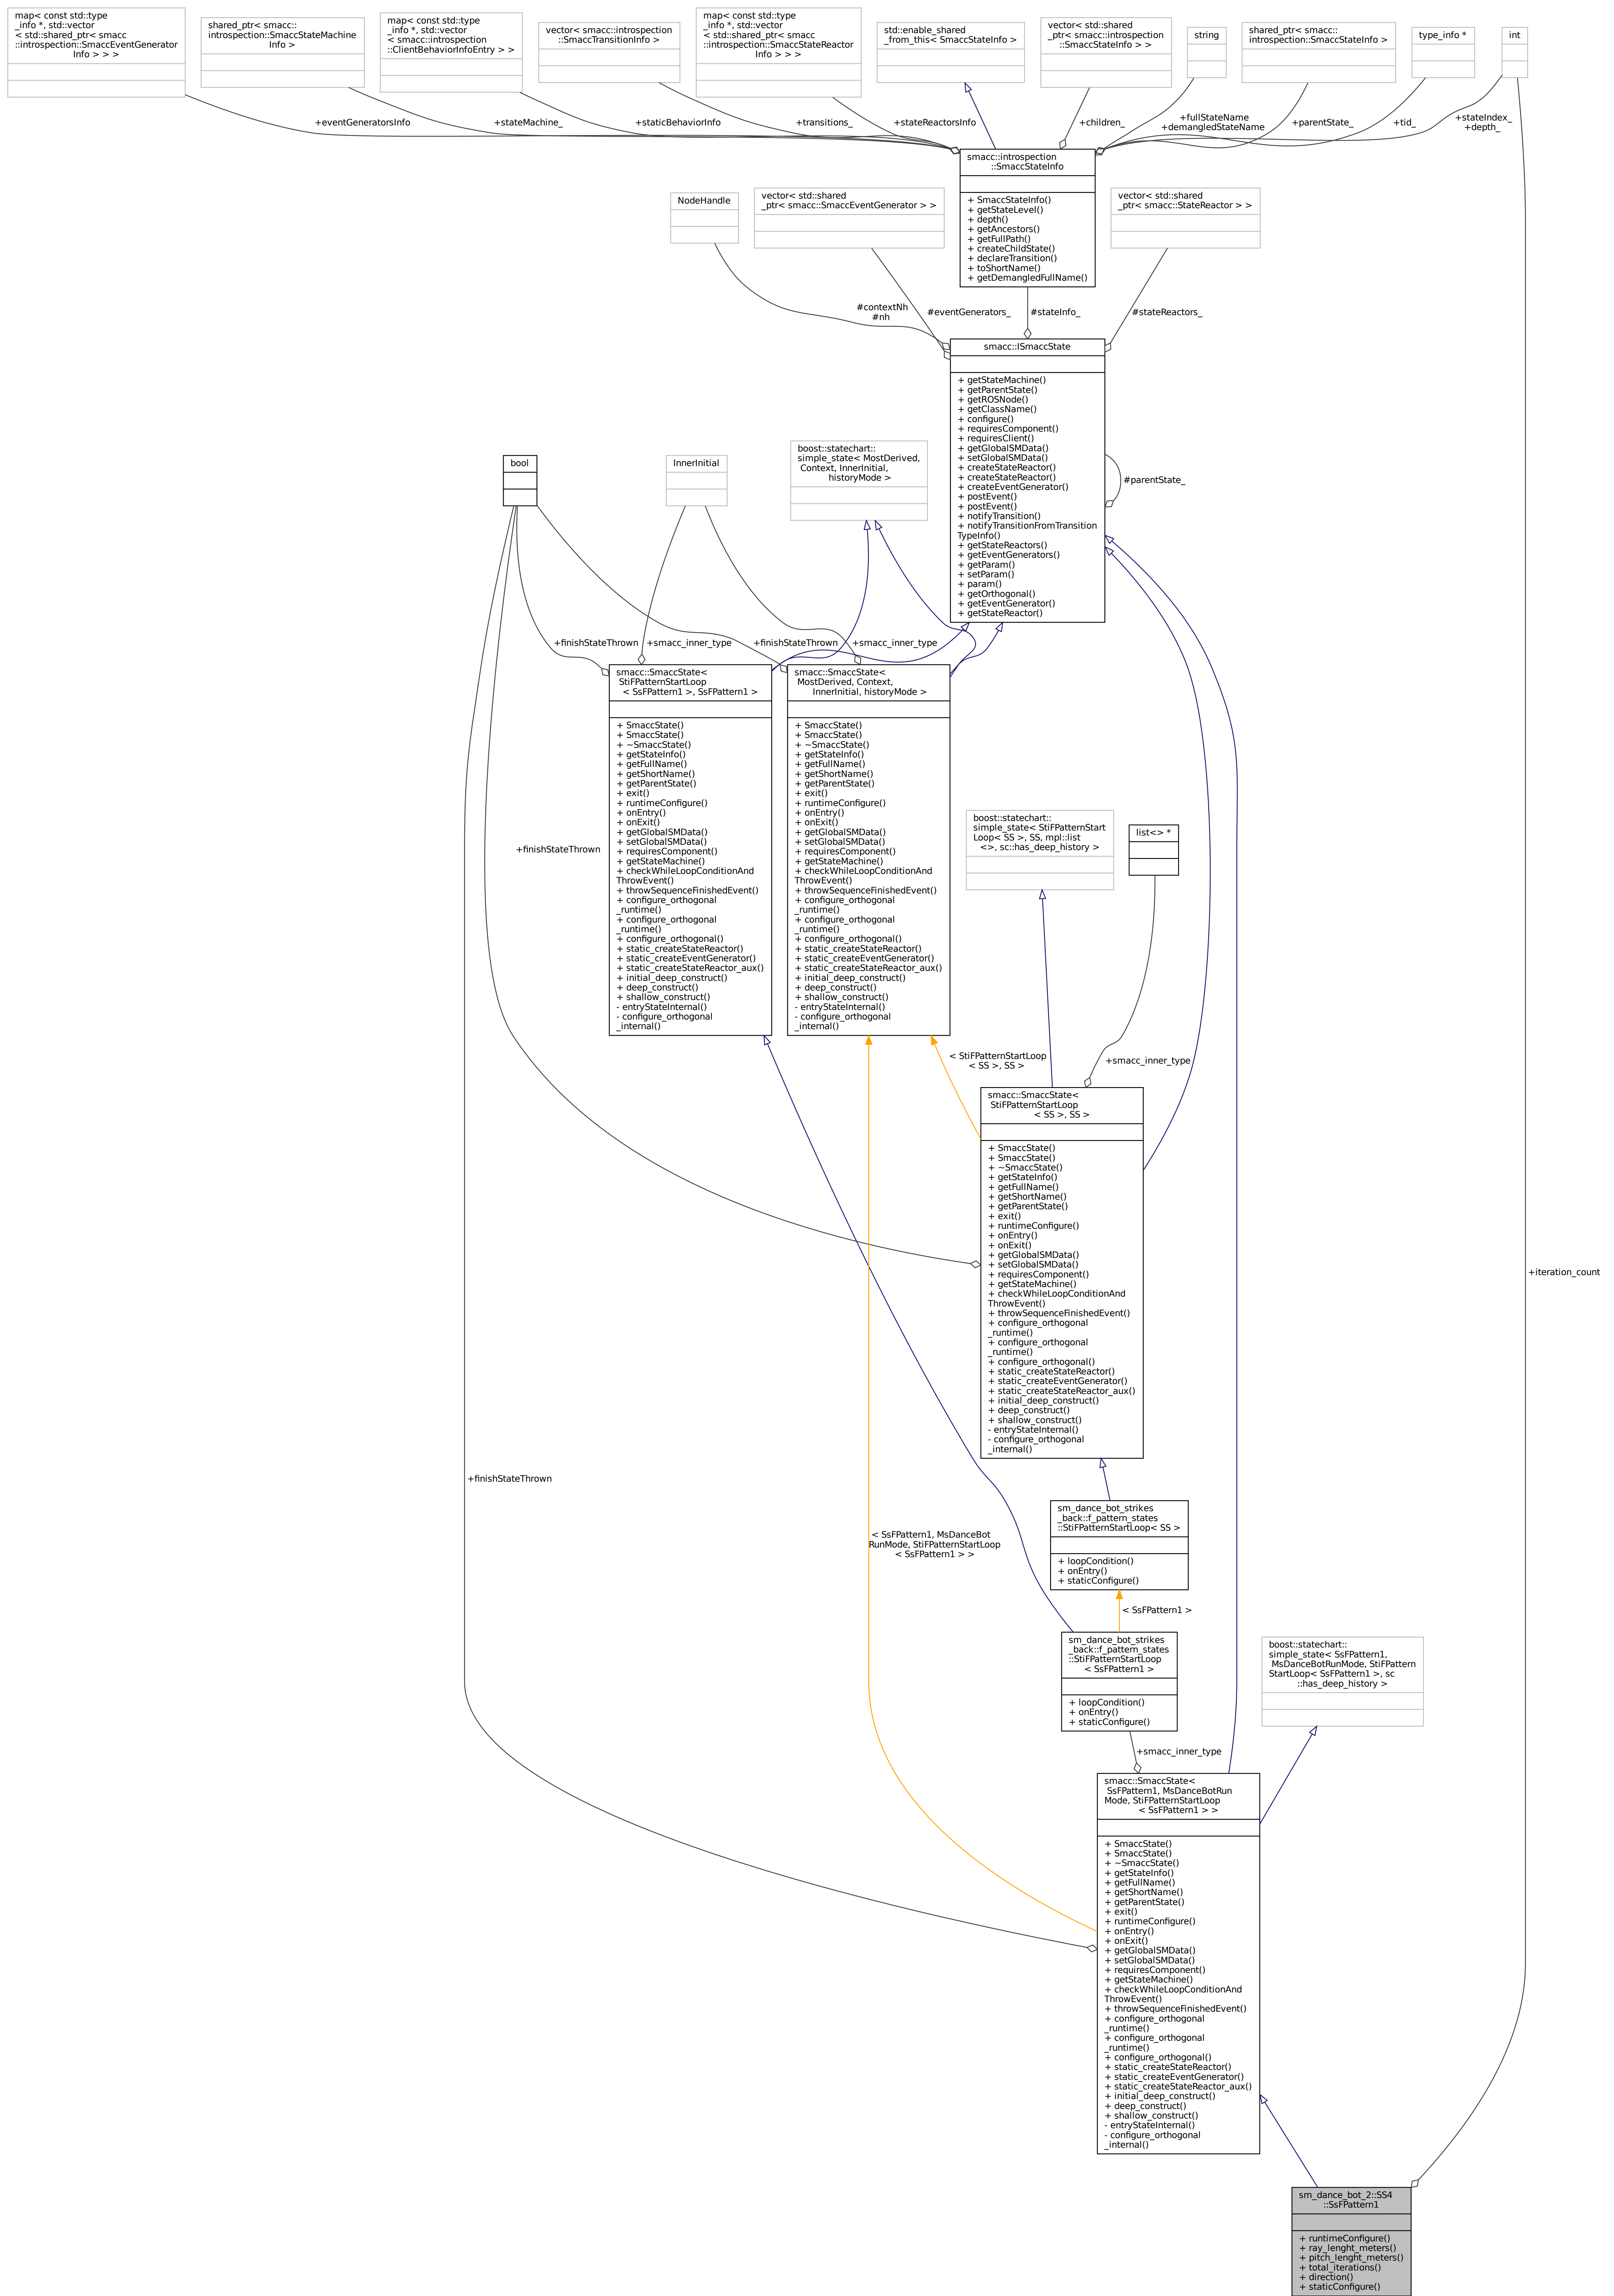 map< const std::type
_info *, std::vector
< std::shared_ptr< smacc
::introspection::SmaccEventGenerator
Info > > >
shared_ptr< smacc::
introspection::SmaccStateMachine
Info >
map< const std::type
_info *, std::vector
< smacc::introspection
::ClientBehaviorInfoEntry > >
vector< smacc::introspection
::SmaccTransitionInfo >
map< const std::type
_info *, std::vector
< std::shared_ptr< smacc
::introspection::SmaccStateReactor
Info > > >
std::enable_shared
_from_this< SmaccStateInfo >
vector< std::shared
_ptr< smacc::introspection
::SmaccStateInfo > >
string
shared_ptr< smacc::
introspection::SmaccStateInfo >
type_info *
int
+eventGeneratorsInfo
+stateMachine_
+staticBehaviorInfo
+transitions_
+stateReactorsInfo
+children_
+fullStateName
+demangledStateName
+parentState_
+tid_
+stateIndex_
+depth_
smacc::introspection
::SmaccStateInfo
+ SmaccStateInfo()
+ getStateLevel()
+ depth()
+ getAncestors()
+ getFullPath()
+ createChildState()
+ declareTransition()
+ toShortName()
+ getDemangledFullName()
NodeHandle
vector< std::shared
_ptr< smacc::SmaccEventGenerator > >
vector< std::shared
_ptr< smacc::StateReactor > >
#contextNh
#nh
#eventGenerators_
#stateInfo_
#stateReactors_
smacc::ISmaccState
+ getStateMachine()
+ getParentState()
+ getROSNode()
+ getClassName()
+ configure()
+ requiresComponent()
+ requiresClient()
+ getGlobalSMData()
+ setGlobalSMData()
+ createStateReactor()
+ createStateReactor()
+ createEventGenerator()
+ postEvent()
+ postEvent()
+ notifyTransition()
+ notifyTransitionFromTransition
TypeInfo()
+ getStateReactors()
+ getEventGenerators()
+ getParam()
+ setParam()
+ param()
+ getOrthogonal()
+ getEventGenerator()
+ getStateReactor()
#parentState_
bool
InnerInitial
boost::statechart::
simple_state< MostDerived,
Context, InnerInitial,
historyMode >
+finishStateThrown
+smacc_inner_type
+finishStateThrown
+smacc_inner_type
smacc::SmaccState<
StiFPatternStartLoop
< SsFPattern1 >, SsFPattern1 >
+ SmaccState()
+ SmaccState()
+ ~SmaccState()
+ getStateInfo()
+ getFullName()
+ getShortName()
+ getParentState()
+ exit()
+ runtimeConfigure()
+ onEntry()
+ onExit()
+ getGlobalSMData()
+ setGlobalSMData()
+ requiresComponent()
+ getStateMachine()
+ checkWhileLoopConditionAnd
ThrowEvent()
+ throwSequenceFinishedEvent()
+ configure_orthogonal
_runtime()
+ configure_orthogonal
_runtime()
+ configure_orthogonal()
+ static_createStateReactor()
+ static_createEventGenerator()
+ static_createStateReactor_aux()
+ initial_deep_construct()
+ deep_construct()
+ shallow_construct()
- entryStateInternal()
- configure_orthogonal
_internal()
smacc::SmaccState<
MostDerived, Context,
InnerInitial, historyMode >
+ SmaccState()
+ SmaccState()
+ ~SmaccState()
+ getStateInfo()
+ getFullName()
+ getShortName()
+ getParentState()
+ exit()
+ runtimeConfigure()
+ onEntry()
+ onExit()
+ getGlobalSMData()
+ setGlobalSMData()
+ requiresComponent()
+ getStateMachine()
+ checkWhileLoopConditionAnd
ThrowEvent()
+ throwSequenceFinishedEvent()
+ configure_orthogonal
_runtime()
+ configure_orthogonal
_runtime()
+ configure_orthogonal()
+ static_createStateReactor()
+ static_createEventGenerator()
+ static_createStateReactor_aux()
+ initial_deep_construct()
+ deep_construct()
+ shallow_construct()
- entryStateInternal()
- configure_orthogonal
_internal()
boost::statechart::
simple_state< StiFPatternStart
Loop< SS >, SS, mpl::list
<>, sc::has_deep_history >
list<> *
+finishStateThrown
< StiFPatternStartLoop
< SS >, SS >
+smacc_inner_type
smacc::SmaccState<
StiFPatternStartLoop
< SS >, SS >
+ SmaccState()
+ SmaccState()
+ ~SmaccState()
+ getStateInfo()
+ getFullName()
+ getShortName()
+ getParentState()
+ exit()
+ runtimeConfigure()
+ onEntry()
+ onExit()
+ getGlobalSMData()
+ setGlobalSMData()
+ requiresComponent()
+ getStateMachine()
+ checkWhileLoopConditionAnd
ThrowEvent()
+ throwSequenceFinishedEvent()
+ configure_orthogonal
_runtime()
+ configure_orthogonal
_runtime()
+ configure_orthogonal()
+ static_createStateReactor()
+ static_createEventGenerator()
+ static_createStateReactor_aux()
+ initial_deep_construct()
+ deep_construct()
+ shallow_construct()
- entryStateInternal()
- configure_orthogonal
_internal()
+iteration_count
+finishStateThrown
< SsFPattern1, MsDanceBot
RunMode, StiFPatternStartLoop
< SsFPattern1 > >
sm_dance_bot_strikes
_back::f_pattern_states
::StiFPatternStartLoop< SS >
+ loopCondition()
+ onEntry()
+ staticConfigure()
< SsFPattern1 >
sm_dance_bot_strikes
_back::f_pattern_states
::StiFPatternStartLoop
< SsFPattern1 >
+ loopCondition()
+ onEntry()
+ staticConfigure()
boost::statechart::
simple_state< SsFPattern1,
MsDanceBotRunMode, StiFPattern
StartLoop< SsFPattern1 >, sc
::has_deep_history >
+smacc_inner_type
smacc::SmaccState<
SsFPattern1, MsDanceBotRun
Mode, StiFPatternStartLoop
< SsFPattern1 > >
+ SmaccState()
+ SmaccState()
+ ~SmaccState()
+ getStateInfo()
+ getFullName()
+ getShortName()
+ getParentState()
+ exit()
+ runtimeConfigure()
+ onEntry()
+ onExit()
+ getGlobalSMData()
+ setGlobalSMData()
+ requiresComponent()
+ getStateMachine()
+ checkWhileLoopConditionAnd
ThrowEvent()
+ throwSequenceFinishedEvent()
+ configure_orthogonal
_runtime()
+ configure_orthogonal
_runtime()
+ configure_orthogonal()
+ static_createStateReactor()
+ static_createEventGenerator()
+ static_createStateReactor_aux()
+ initial_deep_construct()
+ deep_construct()
+ shallow_construct()
- entryStateInternal()
- configure_orthogonal
_internal()
sm_dance_bot_2::SS4
::SsFPattern1
+ runtimeConfigure()
+ ray_lenght_meters()
+ pitch_lenght_meters()
+ total_iterations()
+ direction()
+ staticConfigure()